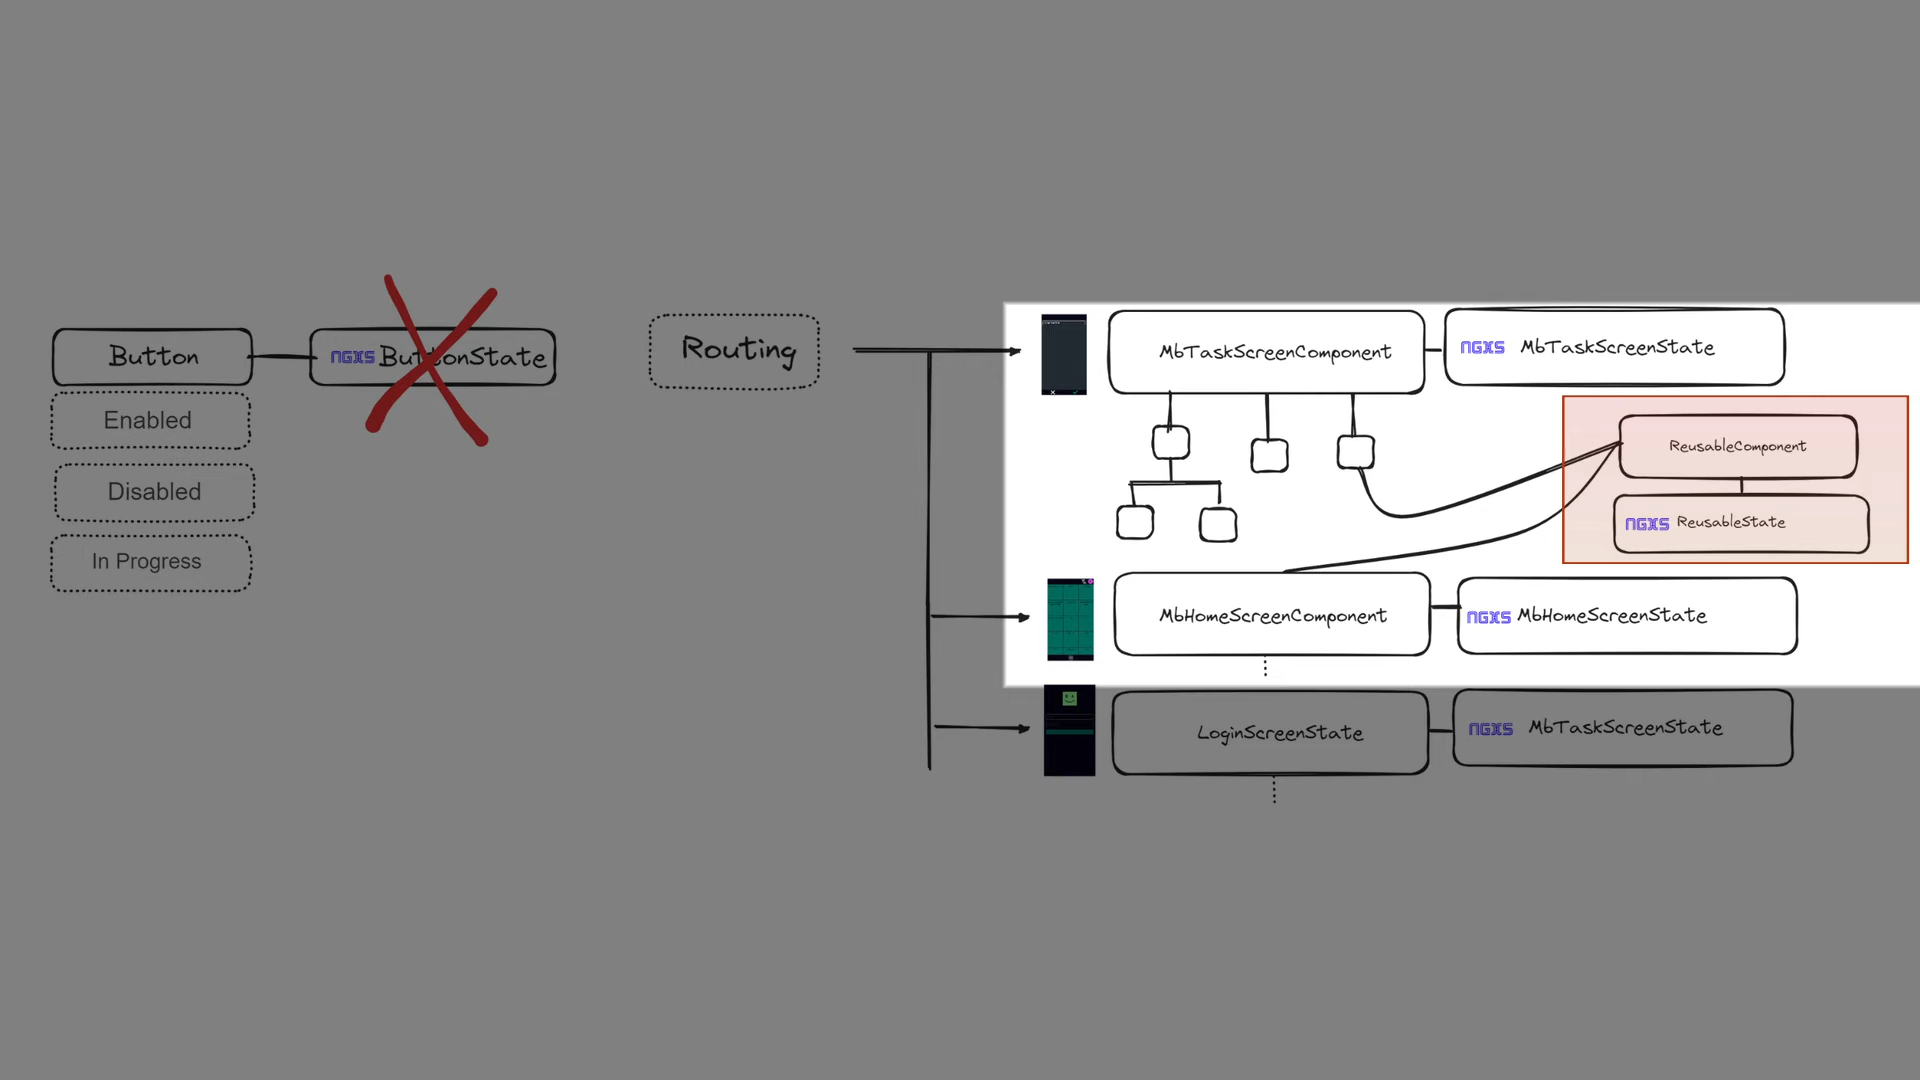 Button
NGXS ButtonState
Enabled
Disabled
In Progress
Routing
MbTaskScreenComponent
NGXS MbTaskScreenState
ReusableComponent
NGXS ReusableState
MbHomeScreenComponent
NGXS MbHomeScreenState
LoginScreenState
NGXS MbTaskScreenState